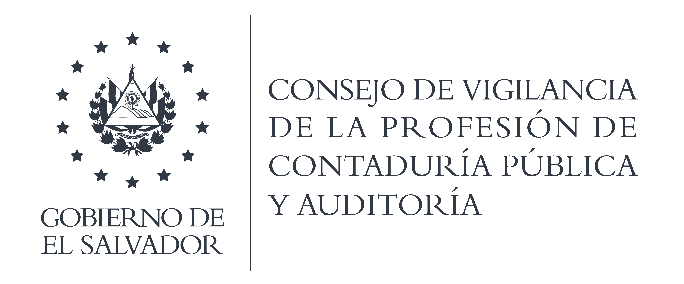 GOBIERNO DE
EL SALVADOR
CONSEJO DE VIGILANCIA
DE LA PROFESIÓN DE
CONTADURÍA PÚBLICA
Y AUDITORÍA